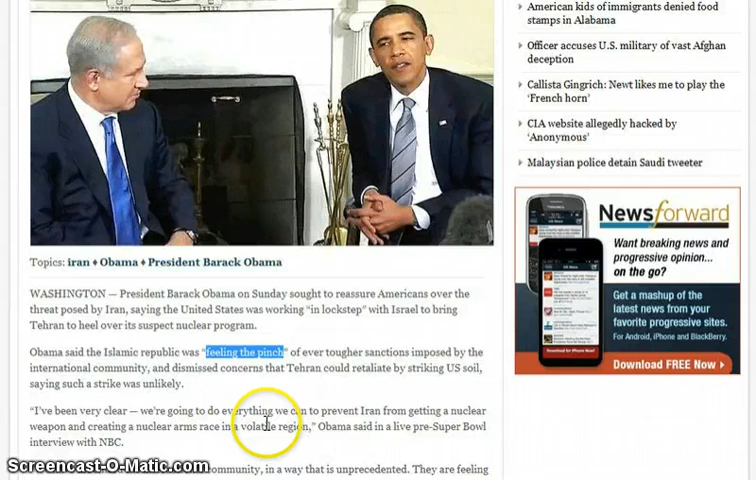 American kids of immigrants denied food
stamps in Alabama
Officer accuses U.S. military of vast Afghan
deception
Callista Gingrich: Newt likes me to play the
‘French horn’
CIA website allegedly hacked by
‘Anonymous’
Malaysian police detain Saudi tweeter
Newsforward
Want breaking news and
progressive opinion...
on the go?
Get a mashup of the
latest news from your
favorite progressive sites.
For iPhone, Android and BlackBerry.
Download FREE here!
Topics: iran ♦ Obama ♦ President Barack Obama
WASHINGTON — President Barack Obama on Sunday sought to reassure Americans over the
threat posed by Iran, saying the United States was working “in lockstep” with Israel to bring
Tehran to heel over its suspect nuclear program.
Obama said the Islamic republic was “feeling the pinch” of ever tougher sanctions imposed by the
international community, and dismissed concerns that Tehran could retaliate by striking US soil,
saying such a strike was unlikely.
“I’ve been very clear — we’re going to do everything we can to prevent Iran from getting a nuclear
weapon and creating a nuclear arms race in a volatile region,” Obama said in a live pre-Super Bowl
interview with NBC.
community, in a way that is unprecedented. They are feeling
Screencast-O-Matic.com